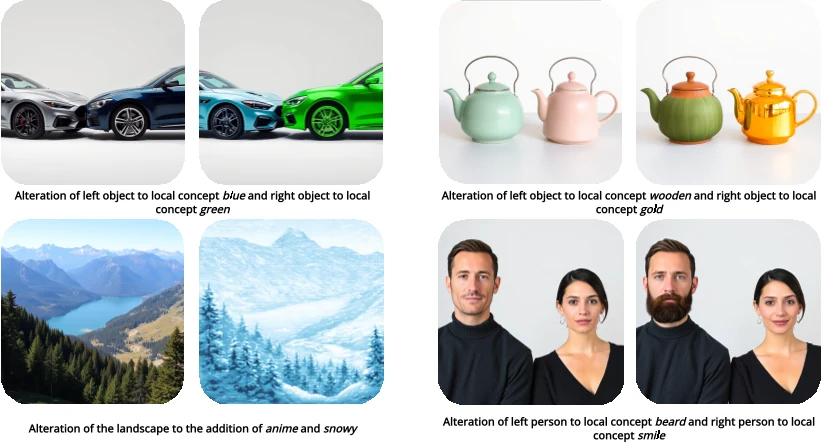 Alteration of left object to local concept blue and right object to local
concept green
Alteration of left object to local concept wooden and right object to local
concept gold
Alteration of the landscape to the addition of anime and snowy
Alteration of left person to local concept beard and right person to local
concept smile